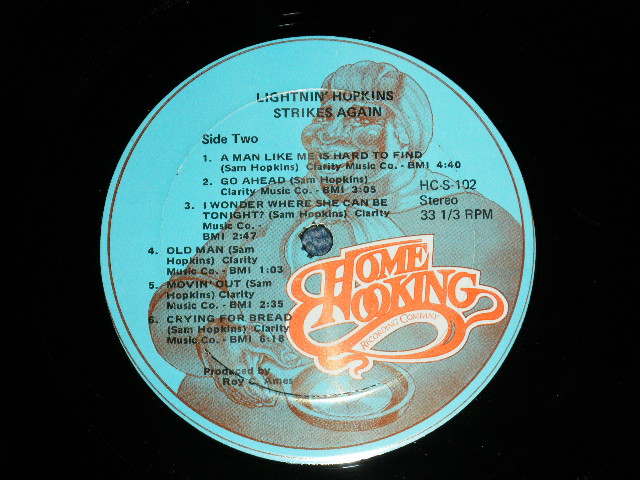 LIGHTNIN' HOPKINS
STRIKES AGAIN
Side Two
1. A MAN LIKE ME IS HARD TO FIND
(Sam Hopkins) Clarity Music Co. - BMI 4:40
2. GO AHEAD (Sam Hopkins)
Clarity Music Co. - BMI 3:05
3. I WONDER WHERE SHE CAN BE
TONIGHT? (Sam Hopkins) Clarity
Music Co. -
BMI 2:47
4. OLD MAN (Sam
Hopkins) Clarity
Music Co. - BMI 1:03
5. MOVIN' OUT (Sam
Hopkins) Clarity
Music Co. - BMI 2:35
6. CRYING FOR BREAD
(Sam Hopkins) Clarity
Music Co. - BMI 6:18
Produced by
Roy C. Ames
HC-S-102
Stereo
33 1/3 RPM
HOME
COOKING
RECORDING COMPANY